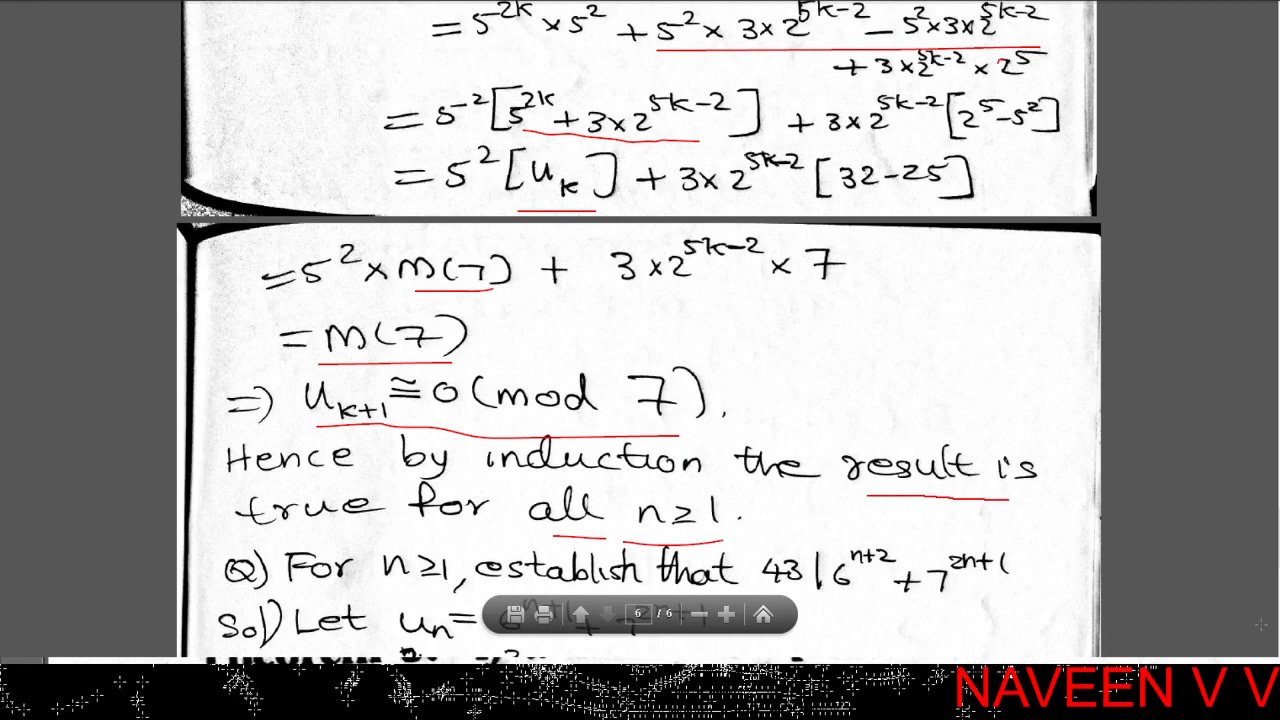 = 5^{2k} × 5^2 + 5^2 × 3 × 2^{5k-2} - 5^2 × 3 × 2^{5k-2}
+ 3 × 2^{5k-2} × 2^5
= 5^2 [5^{2k} + 3 × 2^{5k-2}] + 3 × 2^{5k-2} [2^5 - 5^2]
= 5^2 [u_k] + 3 × 2^{5k-2} [32 - 25]
= 5^2 × m(7) + 3 × 2^{5k-2} × 7
= m(7)
⇒) u_{k+1} ≅ 0 (mod 7).
Hence by induction the result is
true for all n ≥ 1.
Q) For n ≥ 1, establish that 43 | 6^{n+2} + 7^{2n+1}
Sol) Let u_n =
6 / 6
NAVEEN V V